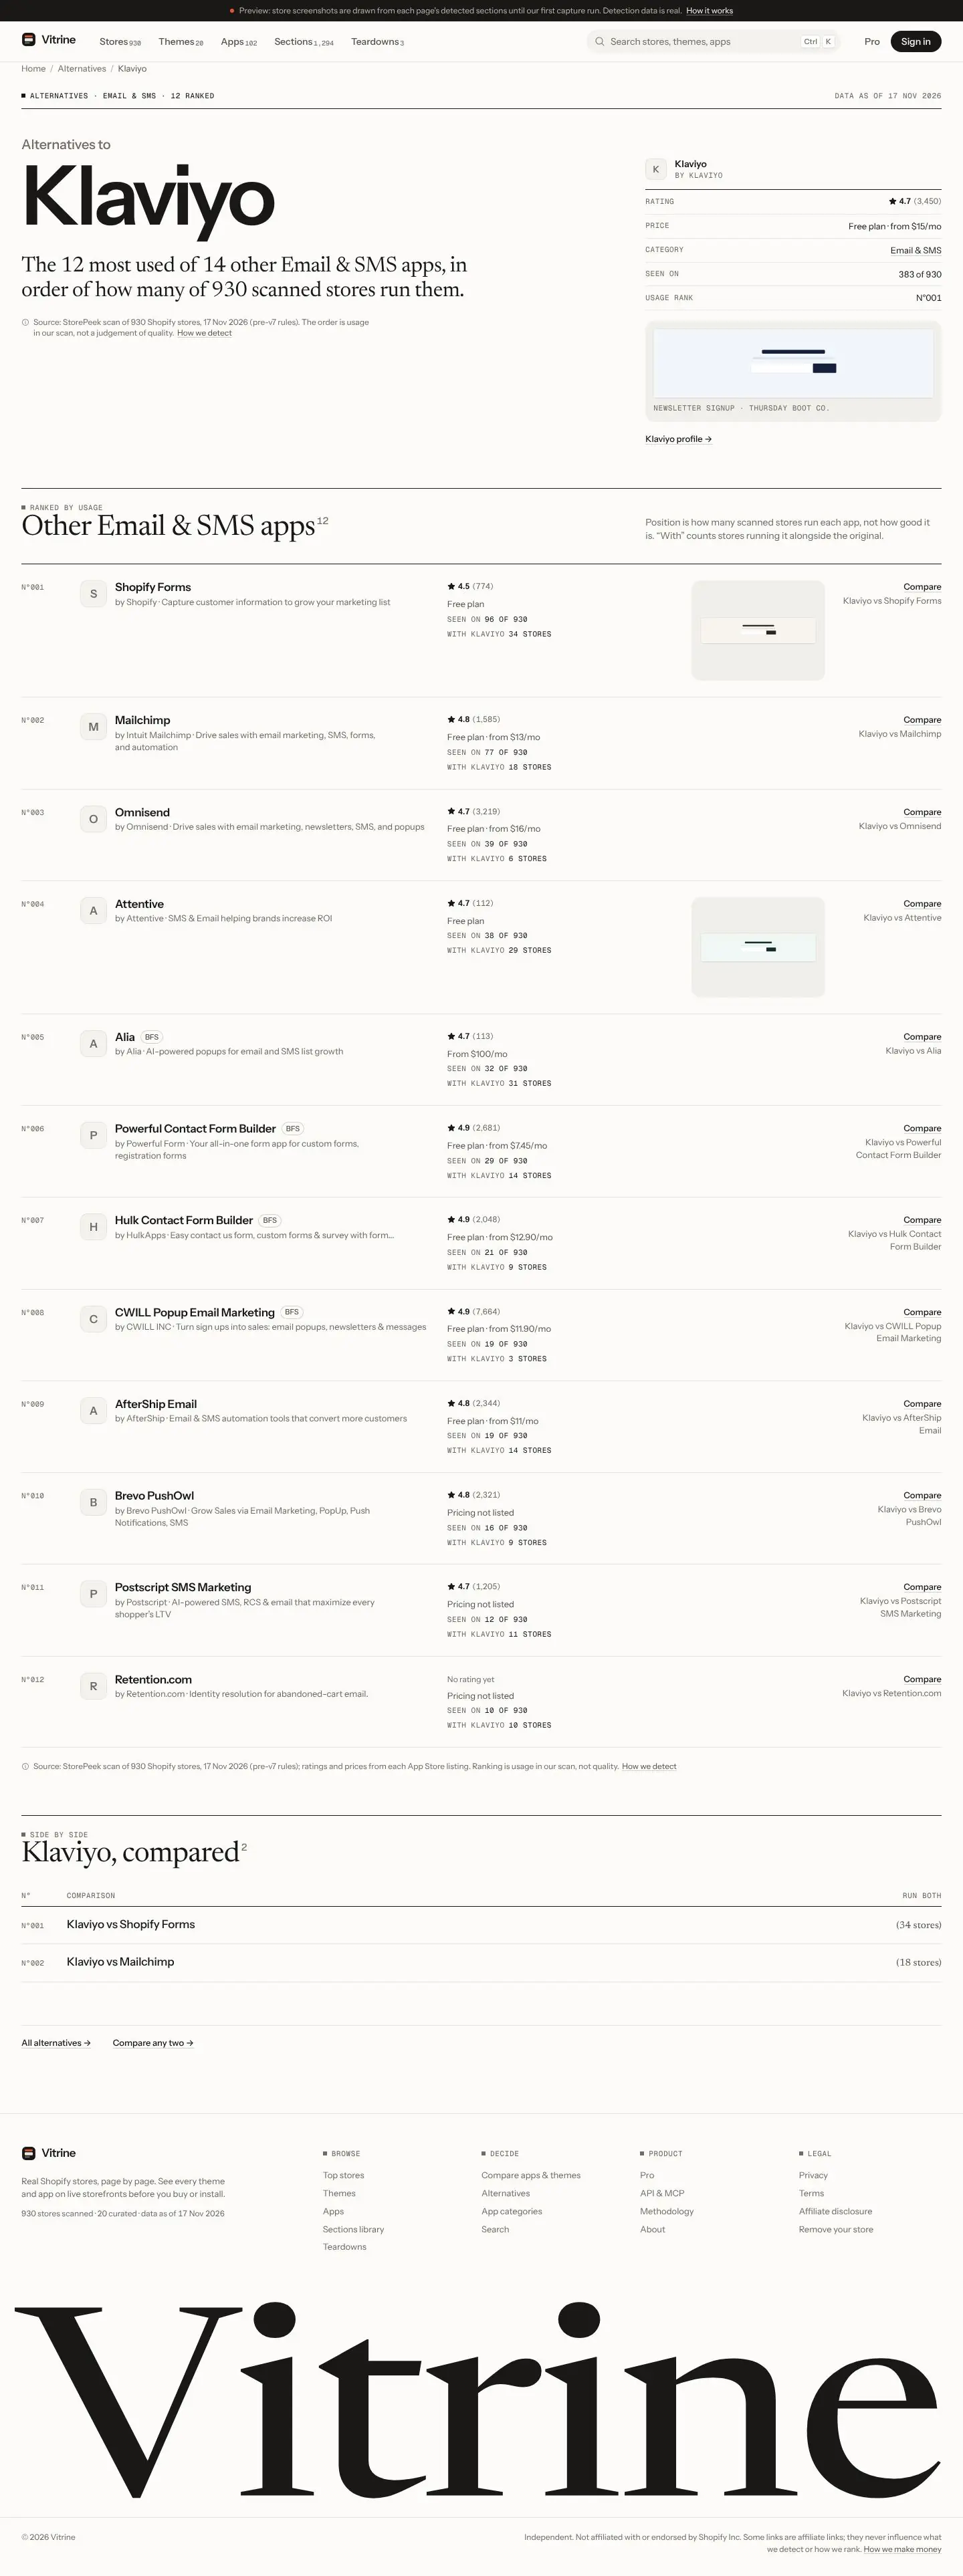 Preview: store screenshots are drawn from each page's detected sections until our first capture run. Detection data is real. How it works
Vitrine
Stores 930 Themes 20 Apps 102 Sections 1,294 Teardowns 3
Search stores, themes, apps Ctrl K
Pro Sign in
Home / Alternatives / Klaviyo
ALTERNATIVES · EMAIL & SMS · 12 RANKED
DATA AS OF 17 NOV 2026
Alternatives to
Klaviyo
The 12 most used of 14 other Email & SMS apps, in
order of how many of 930 scanned stores run them.
Source: StorePeek scan of 930 Shopify stores, 17 Nov 2026 (pre-v7 rules). The order is usage
in our scan, not a judgement of quality. How we detect
K
Klaviyo
BY KLAVIYO
RATING ★ 4.7 (3,450)
PRICE Free plan · from $15/mo
CATEGORY Email & SMS
SEEN ON 383 of 930
USAGE RANK N°001
NEWSLETTER SIGNUP · THURSDAY BOOT CO.
Klaviyo profile →
RANKED BY USAGE
Other Email & SMS apps 12
Position is how many scanned stores run each app, not how good it
is. “With” counts stores running it alongside the original.
N°001
S
Shopify Forms
by Shopify · Capture customer information to grow your marketing list
★ 4.5 (774)
Free plan
SEEN ON 96 OF 930
WITH KLAVIYO 34 STORES
Compare
Klaviyo vs Shopify Forms
N°002
M
Mailchimp
by Intuit Mailchimp · Drive sales with email marketing, SMS, forms,
and automation
★ 4.8 (1,585)
Free plan · from $13/mo
SEEN ON 77 OF 930
WITH KLAVIYO 18 STORES
Compare
Klaviyo vs Mailchimp
N°003
O
Omnisend
by Omnisend · Drive sales with email marketing, newsletters, SMS, and popups
★ 4.7 (3,219)
Free plan · from $16/mo
SEEN ON 39 OF 930
WITH KLAVIYO 6 STORES
Compare
Klaviyo vs Omnisend
N°004
A
Attentive
by Attentive · SMS & Email helping brands increase ROI
★ 4.7 (112)
Free plan
SEEN ON 38 OF 930
WITH KLAVIYO 29 STORES
Compare
Klaviyo vs Attentive
N°005
A
Alia BFS
by Alia · AI-powered popups for email and SMS list growth
★ 4.7 (113)
From $100/mo
SEEN ON 32 OF 930
WITH KLAVIYO 31 STORES
Compare
Klaviyo vs Alia
N°006
P
Powerful Contact Form Builder BFS
by Powerful Form · Your all-in-one form app for custom forms,
registration forms
★ 4.9 (2,681)
Free plan · from $7.45/mo
SEEN ON 29 OF 930
WITH KLAVIYO 14 STORES
Compare
Klaviyo vs Powerful
Contact Form Builder
N°007
H
Hulk Contact Form Builder BFS
by HulkApps · Easy contact us form, custom forms & survey with form...
★ 4.9 (2,048)
Free plan · from $12.90/mo
SEEN ON 21 OF 930
WITH KLAVIYO 9 STORES
Compare
Klaviyo vs Hulk Contact
Form Builder
N°008
C
CWILL Popup Email Marketing BFS
by CWILL INC · Turn sign ups into sales: email popups, newsletters & messages
★ 4.9 (7,664)
Free plan · from $11.90/mo
SEEN ON 19 OF 930
WITH KLAVIYO 3 STORES
Compare
Klaviyo vs CWILL Popup
Email Marketing
N°009
A
AfterShip Email
by AfterShip · Email & SMS automation tools that convert more customers
★ 4.8 (2,344)
Free plan · from $11/mo
SEEN ON 19 OF 930
WITH KLAVIYO 14 STORES
Compare
Klaviyo vs AfterShip
Email
N°010
B
Brevo PushOwl
by Brevo PushOwl · Grow Sales via Email Marketing, PopUp, Push
Notifications, SMS
★ 4.8 (2,321)
Pricing not listed
SEEN ON 16 OF 930
WITH KLAVIYO 9 STORES
Compare
Klaviyo vs Brevo
PushOwl
N°011
P
Postscript SMS Marketing
by Postscript · AI-powered SMS, RCS & email that maximize every
shopper's LTV
★ 4.7 (1,205)
Pricing not listed
SEEN ON 12 OF 930
WITH KLAVIYO 11 STORES
Compare
Klaviyo vs Postscript
SMS Marketing
N°012
R
Retention.com
by Retention.com · Identity resolution for abandoned-cart email.
No rating yet
Pricing not listed
SEEN ON 10 OF 930
WITH KLAVIYO 10 STORES
Compare
Klaviyo vs Retention.com
Source: StorePeek scan of 930 Shopify stores, 17 Nov 2026 (pre-v7 rules); ratings and prices from each App Store listing. Ranking is usage in our scan, not quality. How we detect
SIDE BY SIDE
Klaviyo, compared 2
N° COMPARISON RUN BOTH
N°001 Klaviyo vs Shopify Forms (34 stores)
N°002 Klaviyo vs Mailchimp (18 stores)
All alternatives → Compare any two →
Vitrine
Real Shopify stores, page by page. See every theme
and app on live storefronts before you buy or install.
930 stores scanned · 20 curated · data as of 17 Nov 2026
BROWSE
Top stores
Themes
Apps
Sections library
Teardowns
DECIDE
Compare apps & themes
Alternatives
App categories
Search
PRODUCT
Pro
API & MCP
Methodology
About
LEGAL
Privacy
Terms
Affiliate disclosure
Remove your store
Vitrine
© 2026 Vitrine
Independent. Not affiliated with or endorsed by Shopify Inc. Some links are affiliate links; they never influence what
we detect or how we rank. How we make money